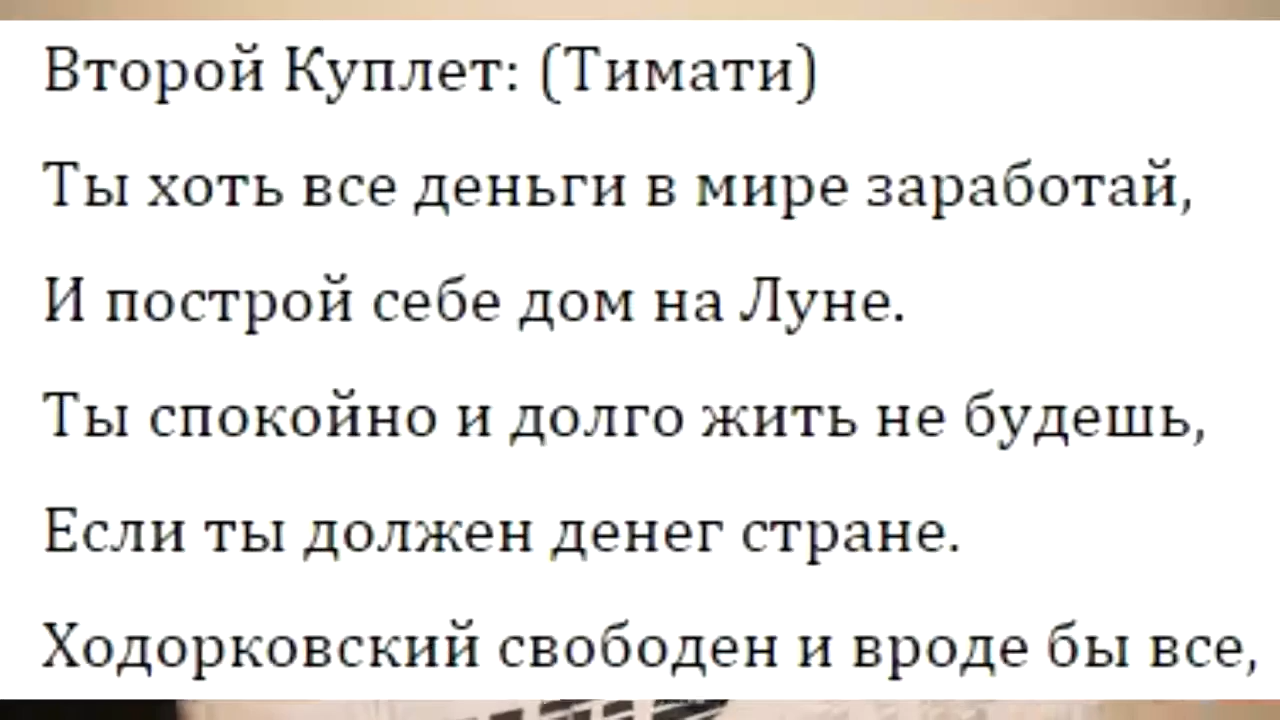 Второй Куплет: (Тимати)
Ты хоть все деньги в мире заработай,
И построй себе дом на Луне.
Ты спокойно и долго жить не будешь,
Если ты должен денег стране.
Ходорковский свободен и вроде бы все,